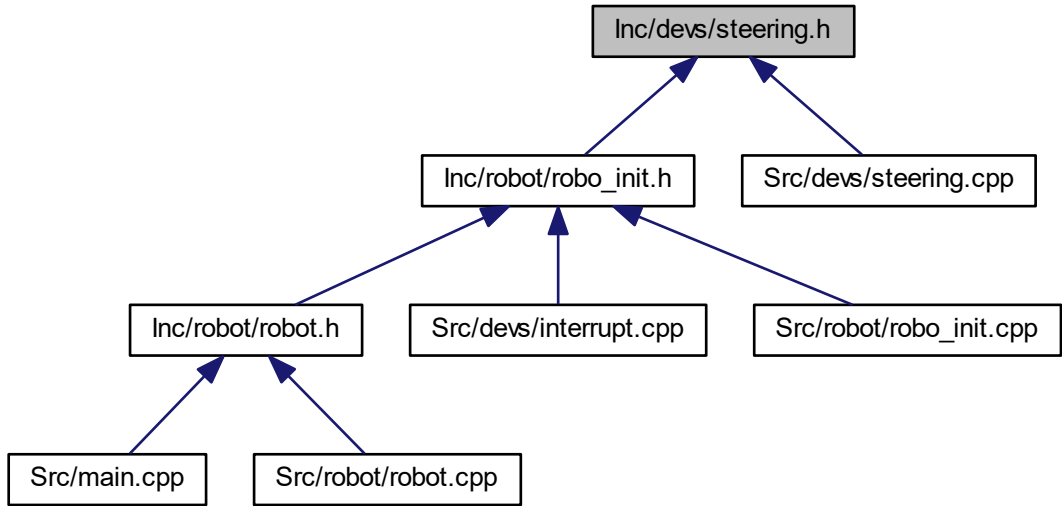 Inc/devs/steering.h
Inc/robot/robo_init.h
Src/devs/steering.cpp
Inc/robot/robot.h
Src/devs/interrupt.cpp
Src/robot/robo_init.cpp
Src/main.cpp
Src/robot/robot.cpp